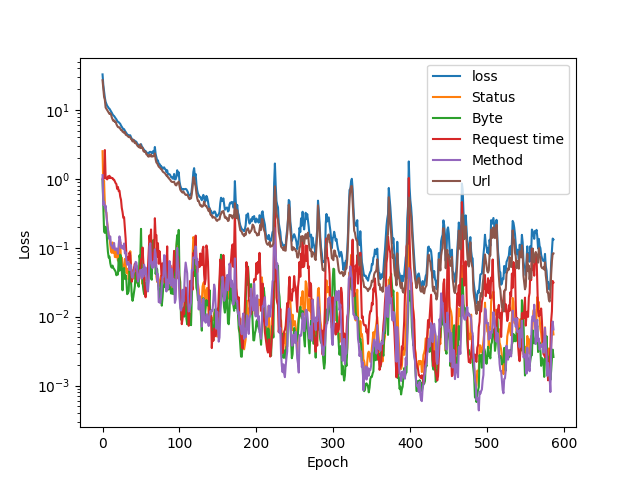 loss
Status
Byte
Request time
Method
Url
Loss
10¹
10⁰
10⁻¹
10⁻²
10⁻³
0 100 200 300 400 500 600
Epoch